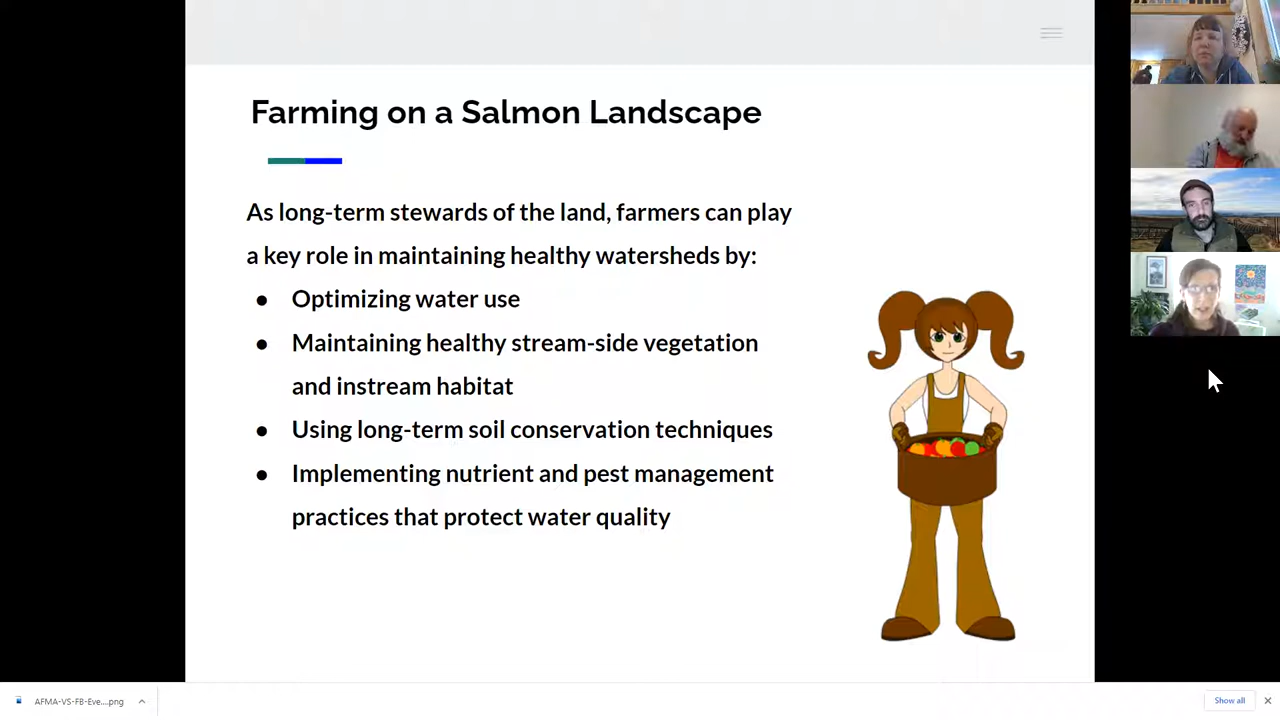 Farming on a Salmon Landscape
As long-term stewards of the land, farmers can play
a key role in maintaining healthy watersheds by:
● Optimizing water use
● Maintaining healthy stream-side vegetation
and instream habitat
● Using long-term soil conservation techniques
● Implementing nutrient and pest management
practices that protect water quality
AFMA-VS-FB-Eve....png
Show all